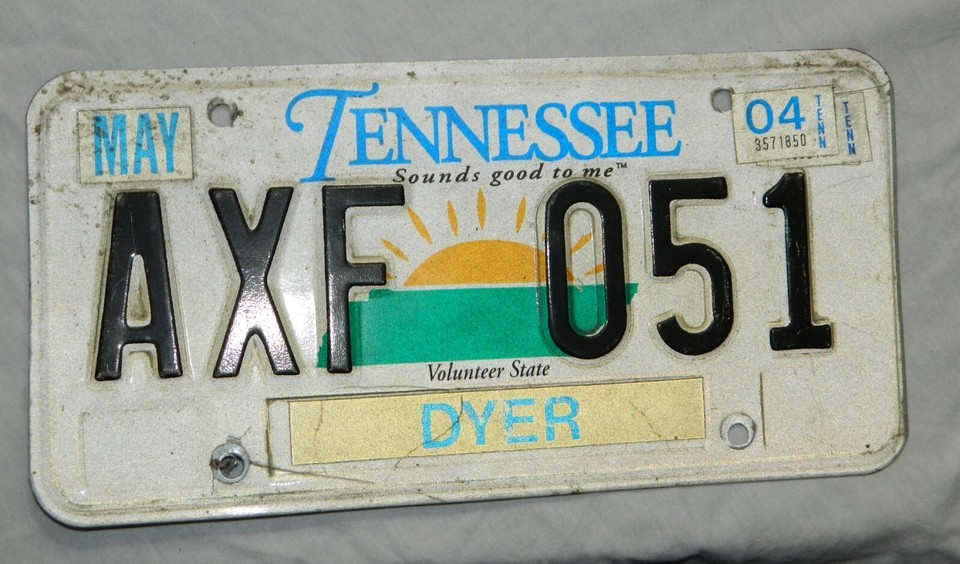 TENNESSEE
Sounds good to me™
MAY
04
3571850
TENN
TENN
AXF 051
Volunteer State
DYER